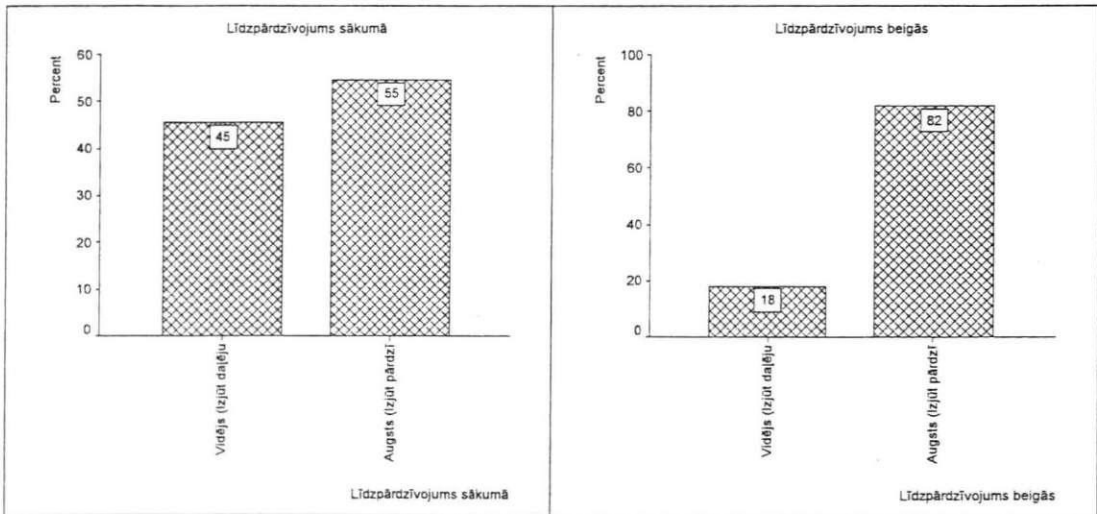 Līdzpārdzīvojums sākumā
Percent
60
50
40
30
20
10
0
45
55
Vidējs (Izjūt daļēju
Augsts (Izjūt pārdzī
Līdzpārdzīvojums sākumā
Līdzpārdzīvojums beigās
Percent
100
80
60
40
20
0
18
82
Vidējs (Izjūt daļēju
Augsts (Izjūt pārdzī
Līdzpārdzīvojums beigās